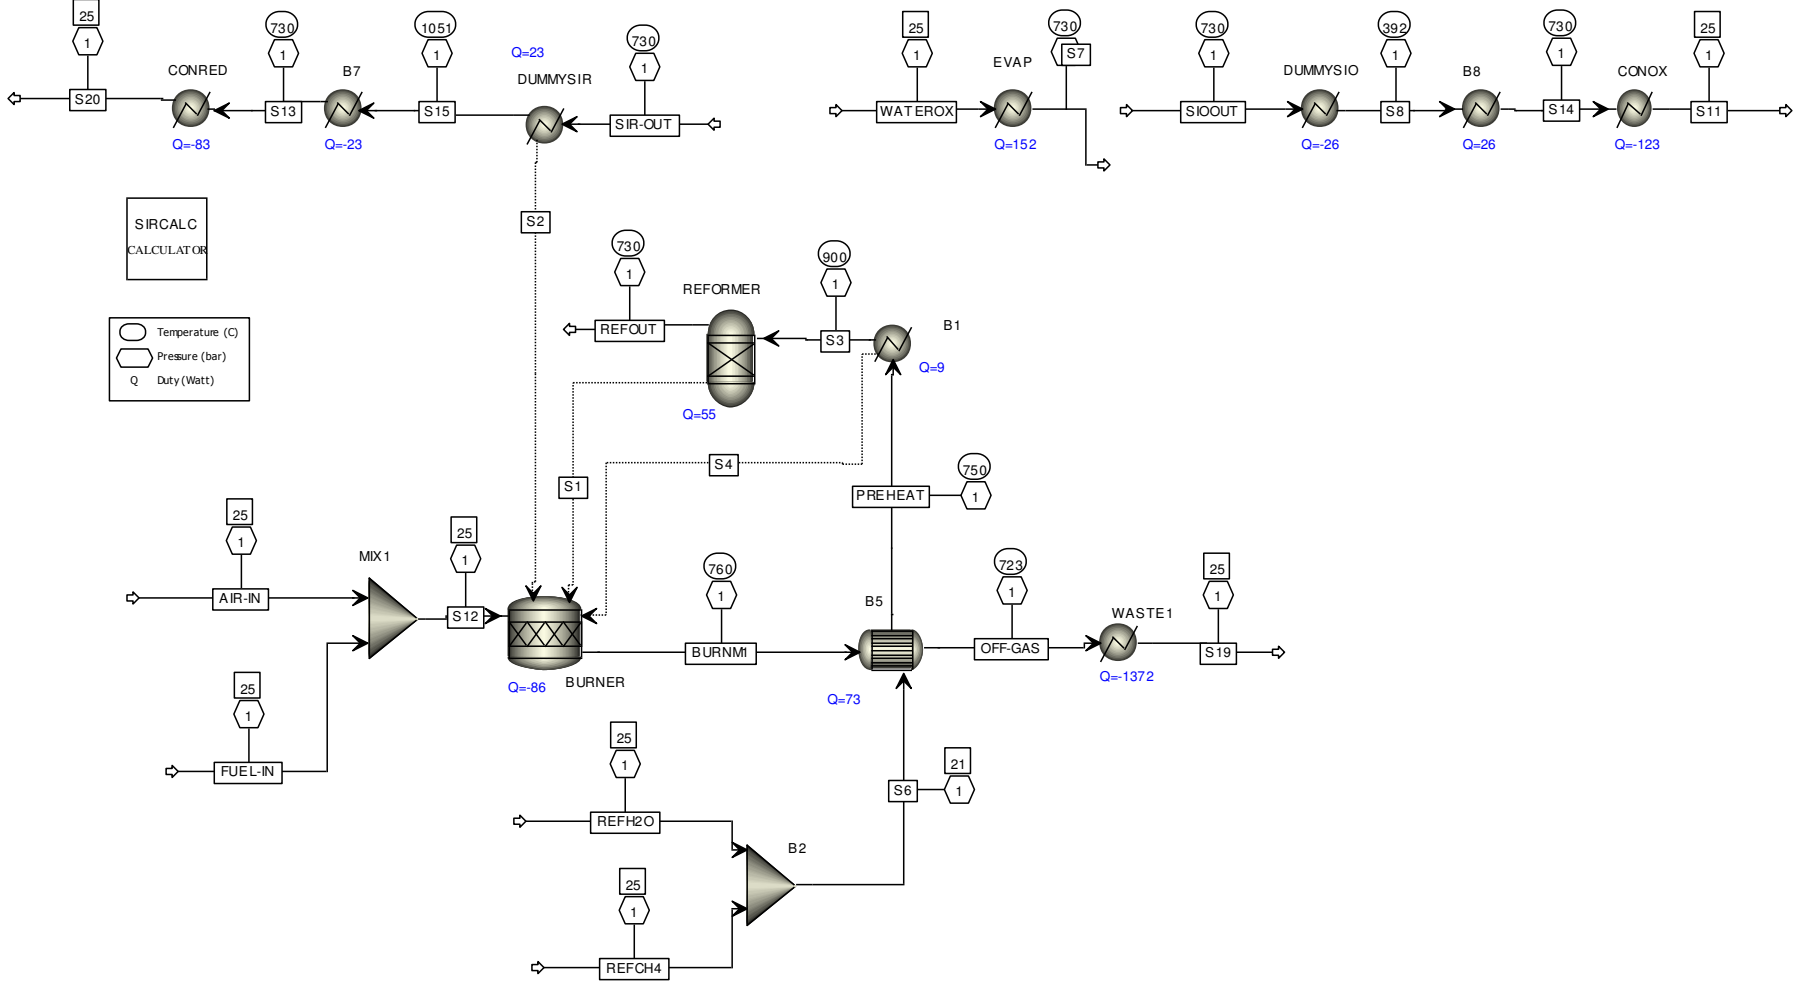 25
1
S20
CONRED
Q=-83
730
1
S13
B7
Q=-23
1051
1
S15
Q=23
DUMMYSIR
730
1
SIR-OUT
25
1
WATEROX
EVAP
Q=152
730
S7
730
1
SIOOUT
DUMMYSIO
Q=-26
392
1
S8
B8
Q=26
730
1
S14
CONOX
Q=-123
25
1
S11
SIRCALC
CALCULATOR
S2
Temperature (C)
Pressure (bar)
Q Duty (Watt)
730
1
REFOUT
REFORMER
Q=55
900
1
S3
B1
Q=9
S4
S1
PREHEAT
750
1
25
1
AIR-IN
MIX1
25
1
S12
BURNER
Q=-86
760
1
BURNM1
B5
Q=73
723
1
OFF-GAS
WASTE1
Q=-1372
25
1
S19
25
1
FUEL-IN
25
1
REFH2O
B2
21
1
S6
25
1
REFCH4